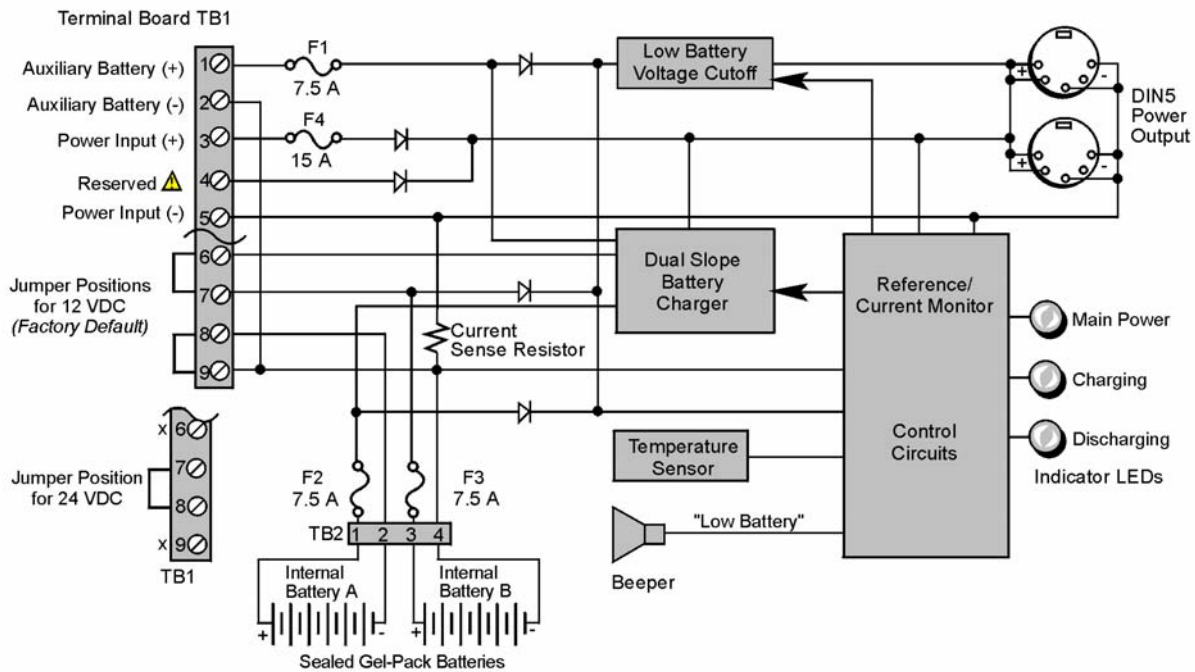 Terminal Board TB1
Auxiliary Battery (+)
Auxiliary Battery (-)
Power Input (+)
Reserved
Power Input (-)
Jumper Positions
for 12 VDC
(Factory Default)
1
2
3
4
5
6
7
8
9
F1
7.5 A
F4
15 A
Low Battery
Voltage Cutoff
+
-
+
-
DIN5
Power
Output
Dual Slope
Battery
Charger
Reference/
Current Monitor
Control
Circuits
Main Power
Charging
Discharging
Indicator LEDs
Current
Sense Resistor
Temperature
Sensor
"Low Battery"
Beeper
Jumper Position
for 24 VDC
x 6
7
8
x 9
TB1
F2
7.5 A
F3
7.5 A
TB2 1 2 3 4
Internal
Battery A
+ -
Internal
Battery B
+ -
Sealed Gel-Pack Batteries